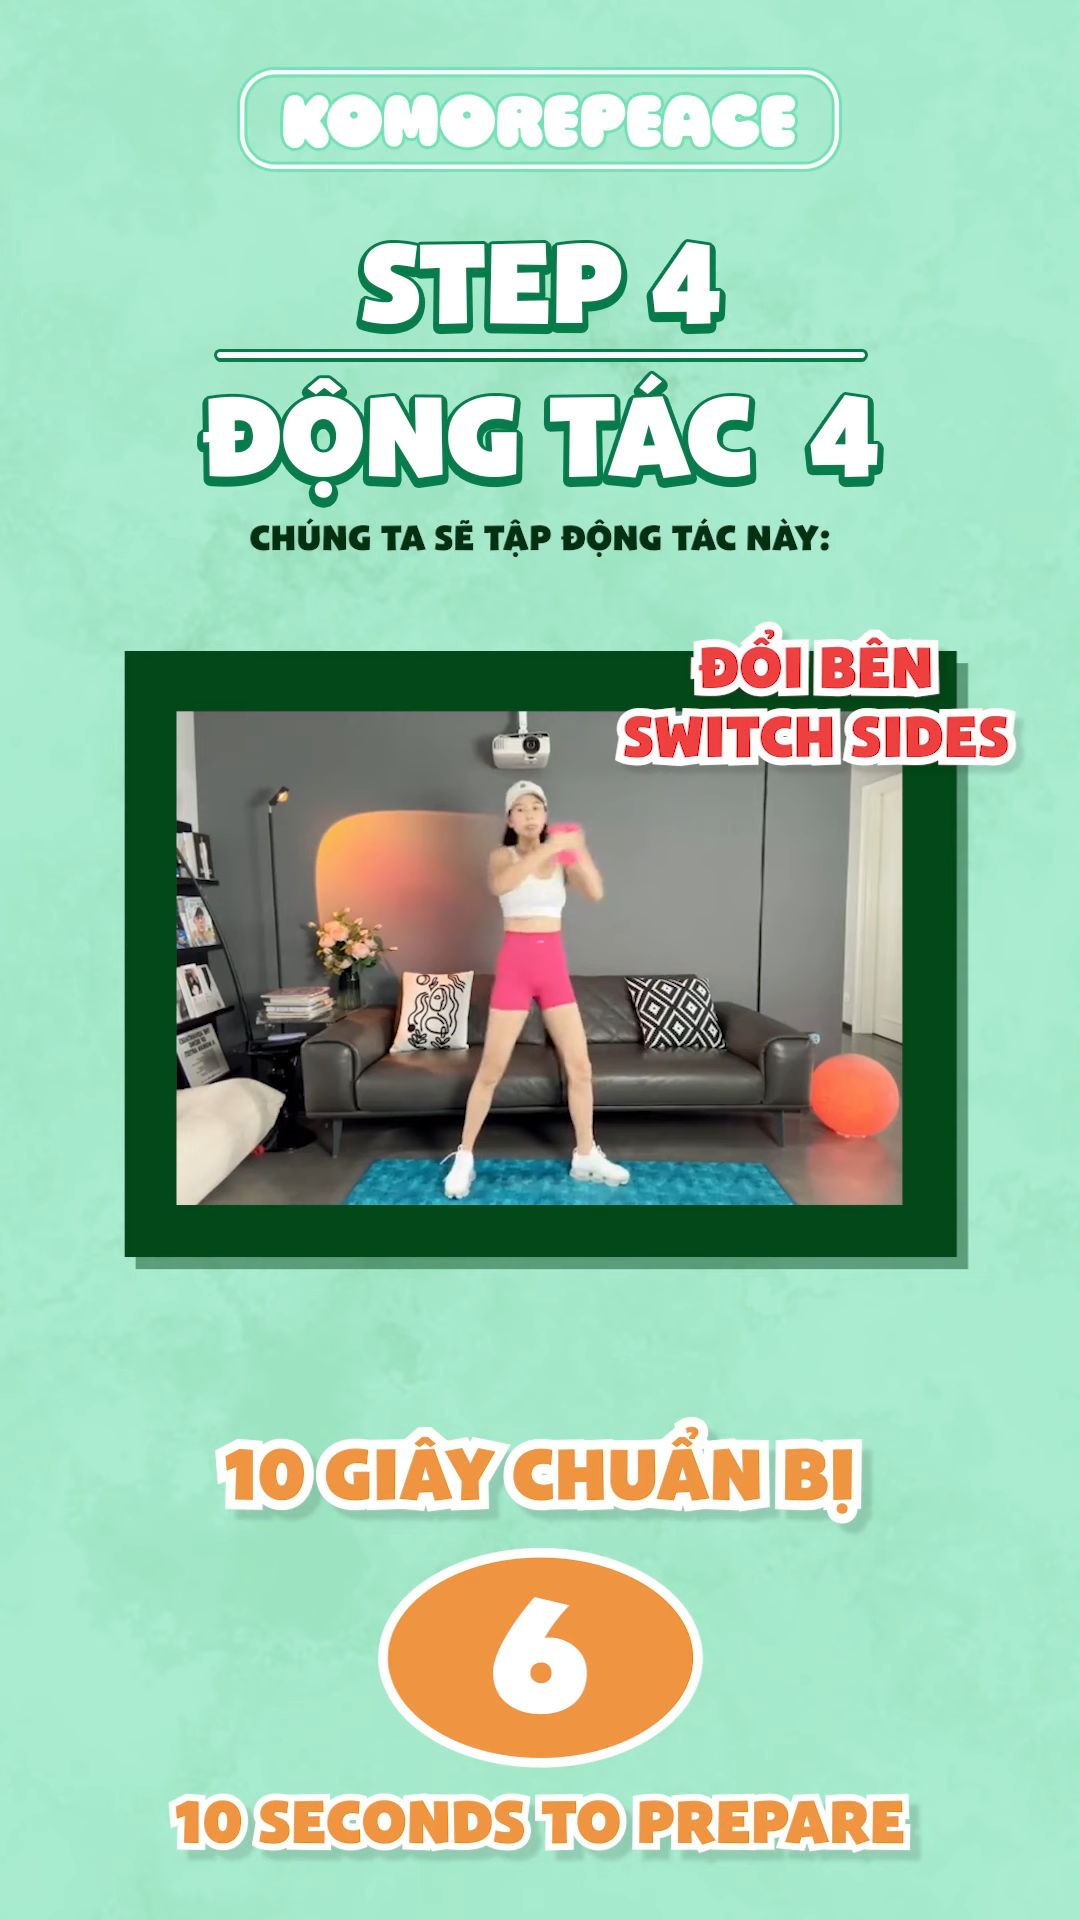 KOMOREPEACE
STEP 4
ĐỘNG TÁC 4
CHÚNG TA SẼ TẬP ĐỘNG TÁC NÀY:
ĐỔI BÊN
SWITCH SIDES
10 GIÂY CHUẨN BỊ
6
10 SECONDS TO PREPARE